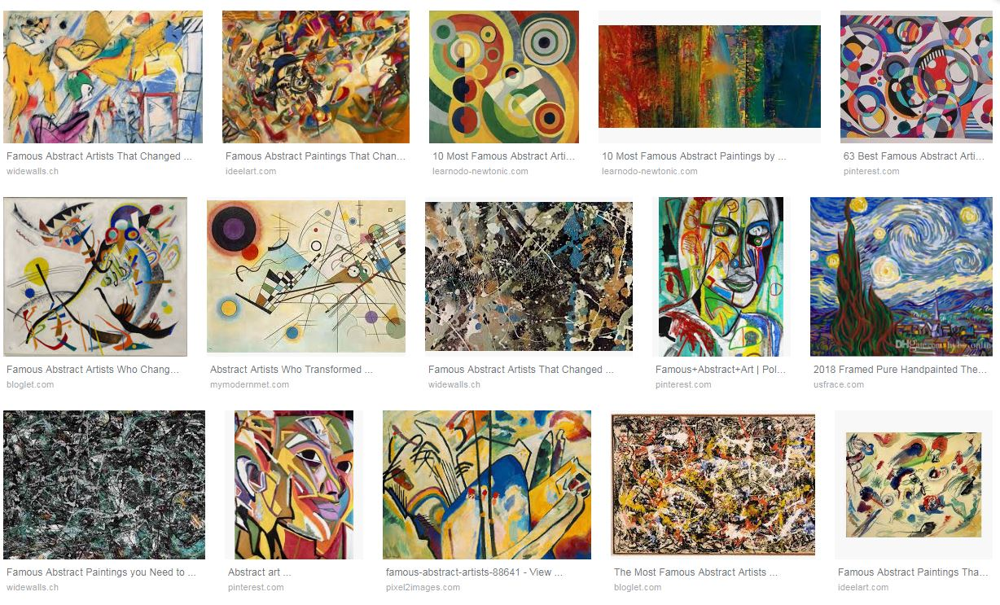 Famous Abstract Artists That Changed ...
widewalls.ch
Famous Abstract Paintings That Chan...
ideelart.com
10 Most Famous Abstract Arti...
learnodo-newtonic.com
10 Most Famous Abstract Paintings by ...
learnodo-newtonic.com
63 Best Famous Abstract Arti...
pinterest.com
Famous Abstract Artists Who Chang...
bloglet.com
Abstract Artists Who Transformed ...
mymodernmet.com
Famous Abstract Artists That Changed ...
widewalls.ch
Famous+Abstract+Art | Pol...
pinterest.com
2018 Framed Pure Handpainted The...
usfrace.com
Famous Abstract Paintings you Need to ...
widewalls.ch
Abstract art ...
pinterest.com
famous-abstract-artists-88641 - View ...
pixel2images.com
The Most Famous Abstract Artists ...
bloglet.com
Famous Abstract Paintings Tha...
ideelart.com